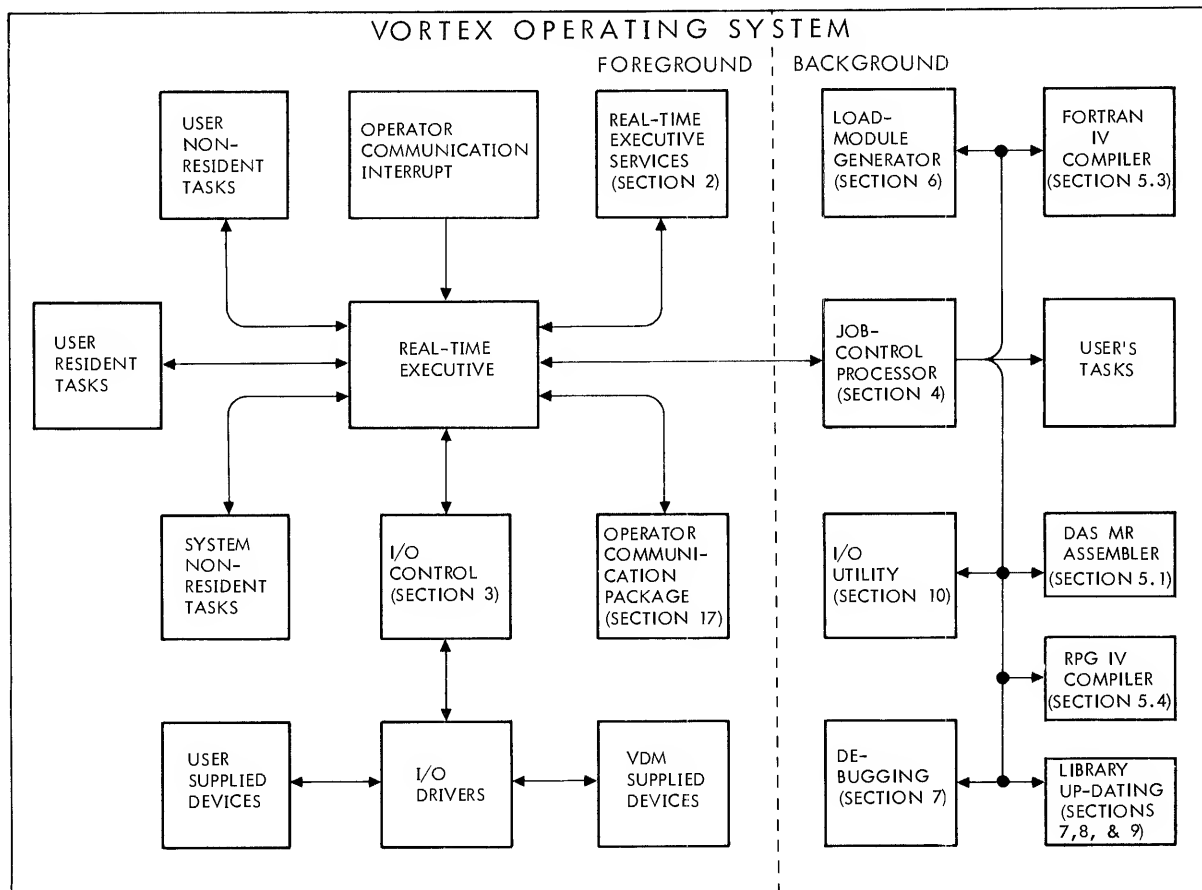 VORTEX OPERATING SYSTEM
FOREGROUND
BACKGROUND
USER
NON-
RESIDENT
TASKS
OPERATOR
COMMUNICATION
INTERRUPT
REAL-TIME
EXECUTIVE
SERVICES
(SECTION 2)
LOAD-
MODULE
GENERATOR
(SECTION 6)
FORTRAN
IV
COMPILER
(SECTION 5.3)
USER
RESIDENT
TASKS
REAL-TIME
EXECUTIVE
JOB-
CONTROL
PROCESSOR
(SECTION 4)
USER'S
TASKS
SYSTEM
NON-
RESIDENT
TASKS
I/O
CONTROL
(SECTION 3)
OPERATOR
COMMUNI-
CATION
PACKAGE
(SECTION 17)
I/O
UTILITY
(SECTION 10)
DAS MR
ASSEMBLER
(SECTION 5.1)
RPG IV
COMPILER
(SECTION 5.4)
USER
SUPPLIED
DEVICES
I/O
DRIVERS
VDM
SUPPLIED
DEVICES
DE-
BUGGING
(SECTION 7)
LIBRARY
UP-DATING
(SECTIONS
7,8, & 9)